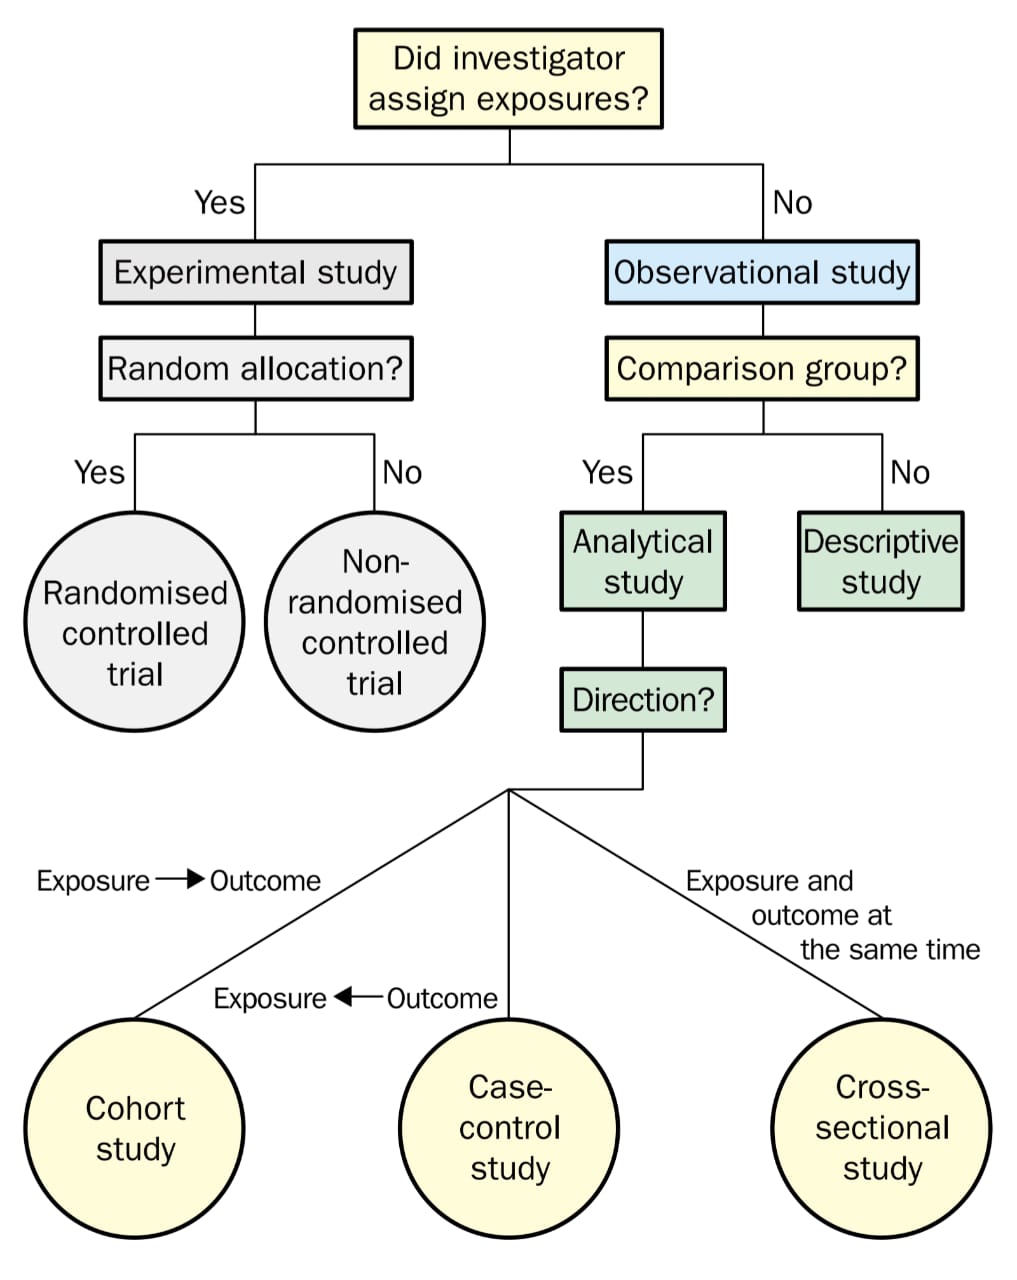 Did investigator
assign exposures?
Yes
No
Experimental study
Observational study
Random allocation?
Comparison group?
Yes
No
Yes
No
Randomised
controlled
trial
Non-
randomised
controlled
trial
Analytical
study
Descriptive
study
Direction?
Exposure
Outcome
Exposure and
outcome at
the same time
Exposure
Outcome
Cohort
study
Case-
control
study
Cross-
sectional
study